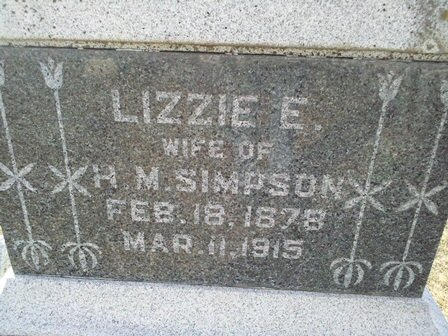 LIZZIE E.
WIFE OF
H. M. SIMPSON
FEB. 18, 1878
MAR. 11, 1915